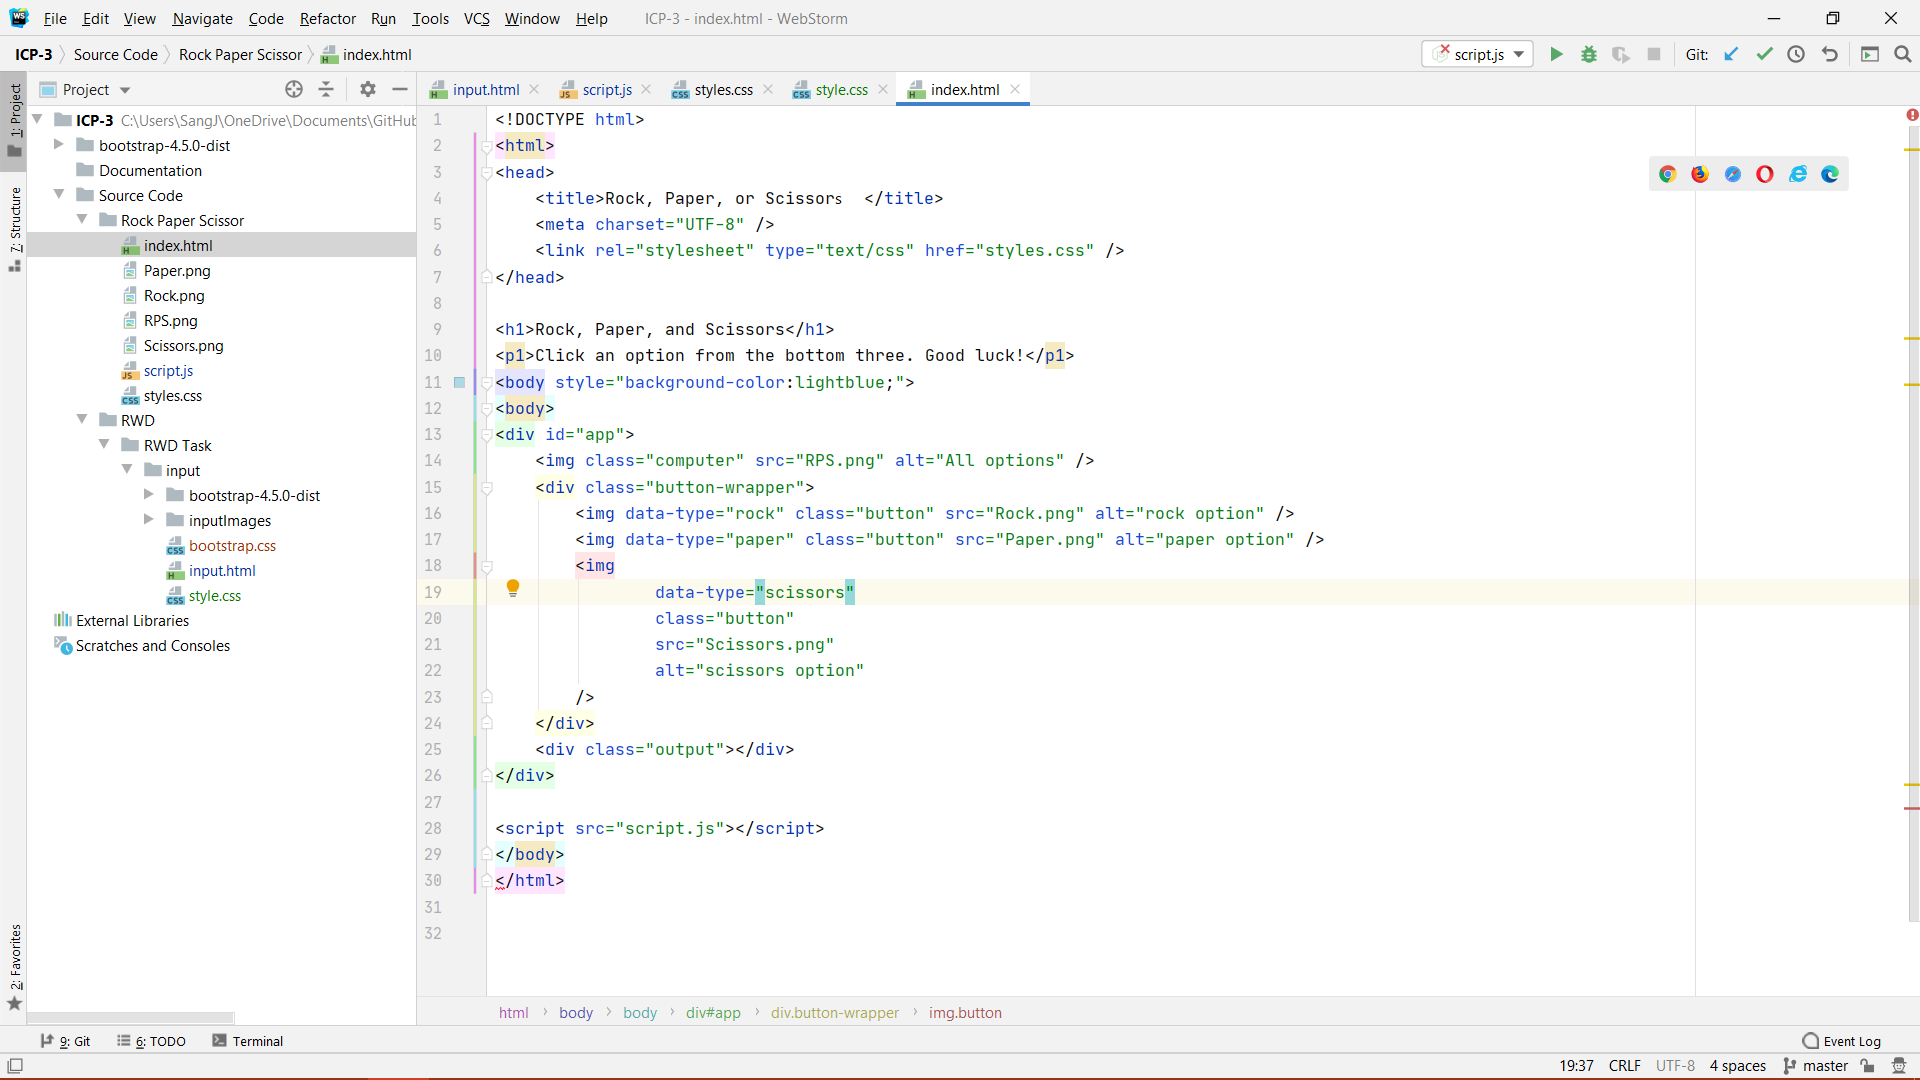 File Edit View Navigate Code Refactor Run Tools VCS Window Help ICP-3 - index.html - WebStorm
ICP-3 Source Code Rock Paper Scissor index.html script.js Git:
Project input.html script.js styles.css style.css index.html
1: Project
7: Structure
2: Favorites
ICP-3 C:\Users\SangJ\OneDrive\Documents\GitHub
bootstrap-4.5.0-dist
Documentation
Source Code
Rock Paper Scissor
index.html
Paper.png
Rock.png
RPS.png
Scissors.png
script.js
styles.css
RWD
RWD Task
input
bootstrap-4.5.0-dist
inputImages
bootstrap.css
input.html
style.css
External Libraries
Scratches and Consoles
1 <!DOCTYPE html>
2 <html>
3 <head>
4 <title>Rock, Paper, or Scissors  </title>
5 <meta charset="UTF-8" />
6 <link rel="stylesheet" type="text/css" href="styles.css" />
7 </head>
8
9 <h1>Rock, Paper, and Scissors</h1>
10 <p1>Click an option from the bottom three. Good luck!</p1>
11 <body style="background-color:lightblue;">
12 <body>
13 <div id="app">
14 <img class="computer" src="RPS.png" alt="All options" />
15 <div class="button-wrapper">
16 <img data-type="rock" class="button" src="Rock.png" alt="rock option" />
17 <img data-type="paper" class="button" src="Paper.png" alt="paper option" />
18 <img
19 data-type="scissors"
20 class="button"
21 src="Scissors.png"
22 alt="scissors option"
23 />
24 </div>
25 <div class="output"></div>
26 </div>
27
28 <script src="script.js"></script>
29 </body>
30 </html>
31
32
html body body div#app div.button-wrapper img.button
9: Git 6: TODO Terminal Event Log
19:37 CRLF UTF-8 4 spaces master